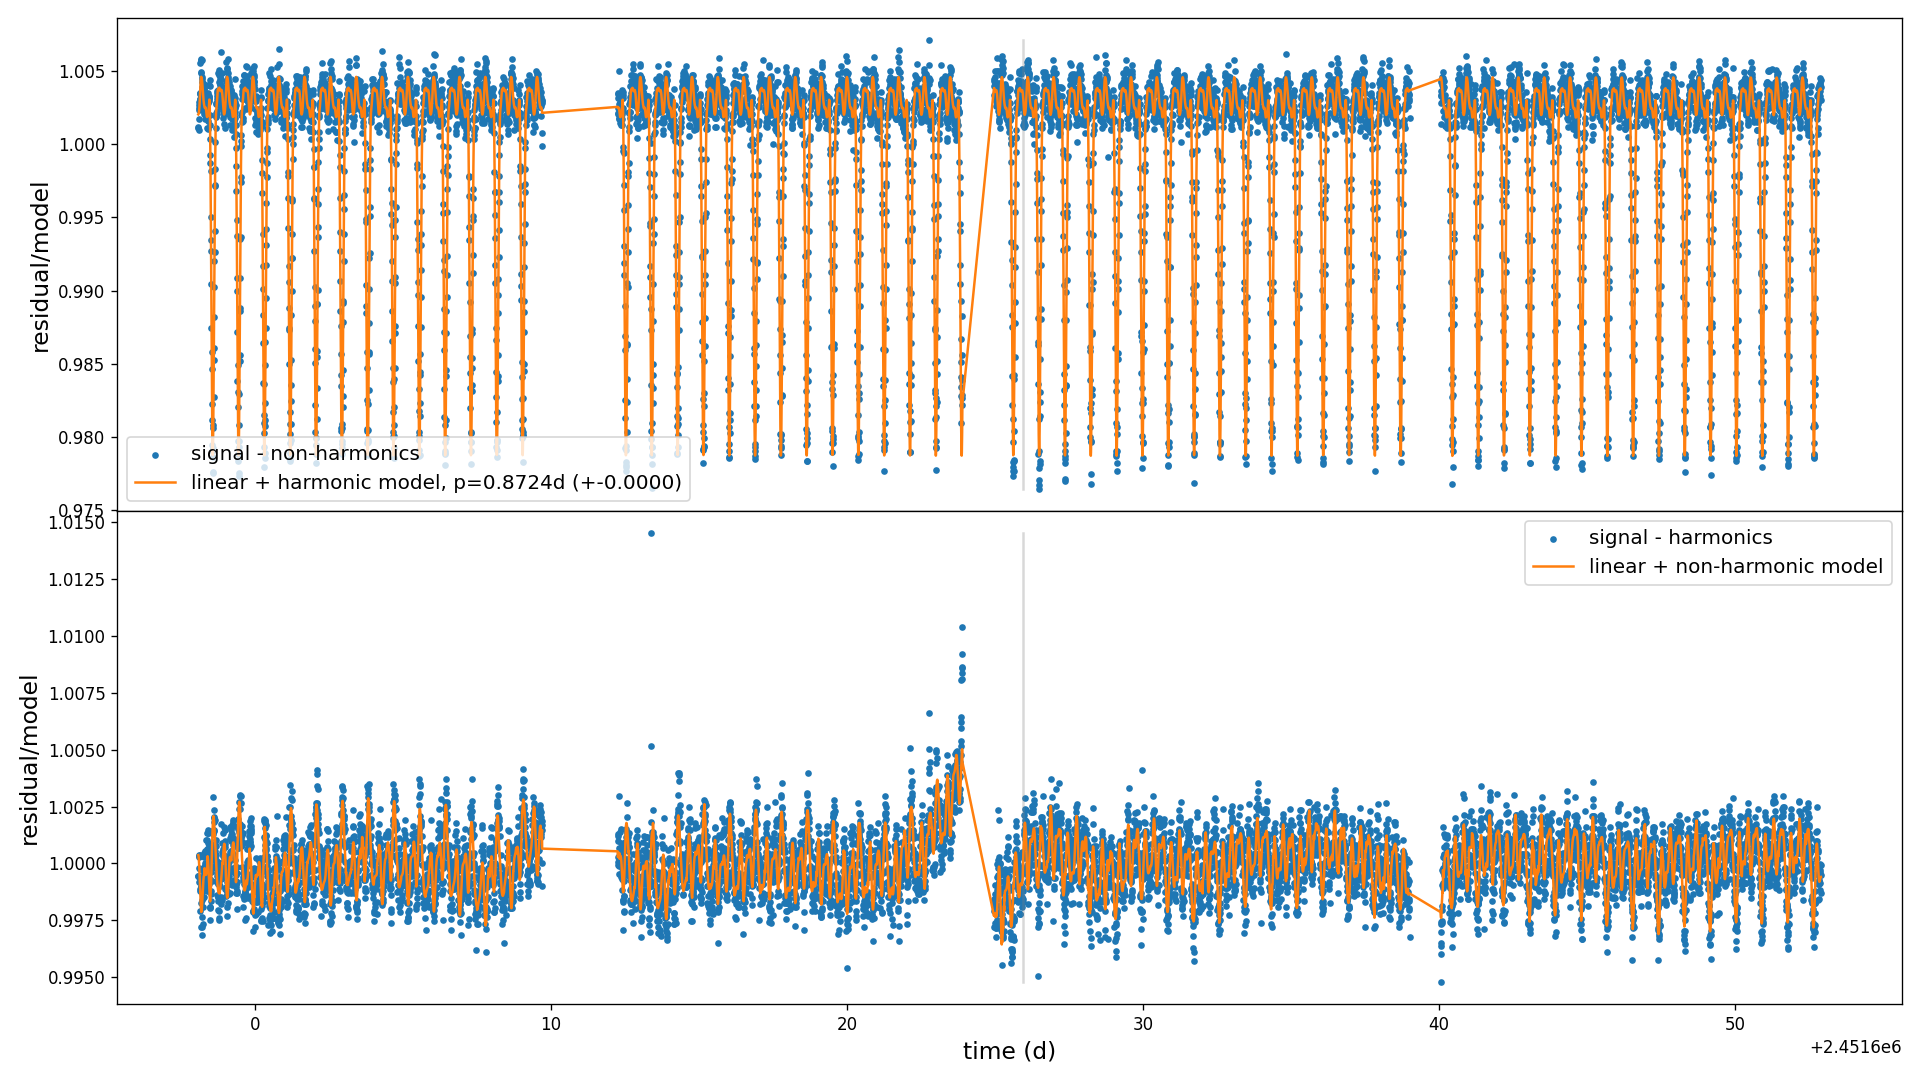 1.005
1.000
0.995
0.990
0.985
0.980
0.975
residual/model
signal - non-harmonics
linear + harmonic model, p=0.8724d (+-0.0000)
1.0150
1.0125
1.0100
1.0075
1.0050
1.0025
1.0000
0.9975
0.9950
residual/model
signal - harmonics
linear + non-harmonic model
0 10 20 30 40 50
time (d)
+2.4516e6